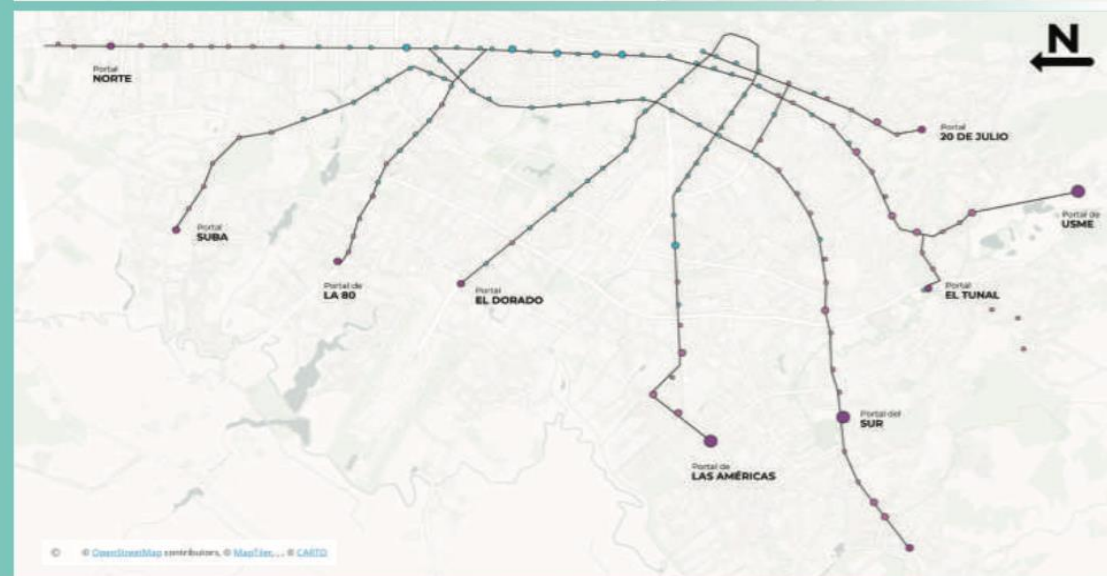 N
Portal
NORTE
Portal
20 DE JULIO
Portal de
USME
Portal
SUBA
Portal de
LA 80
Portal
EL DORADO
Portal
EL TUNAL
Portal del
SUR
Portal de
LAS AMÉRICAS
© © OpenStreetMap contributors, © MapTiler, , , © CARTO